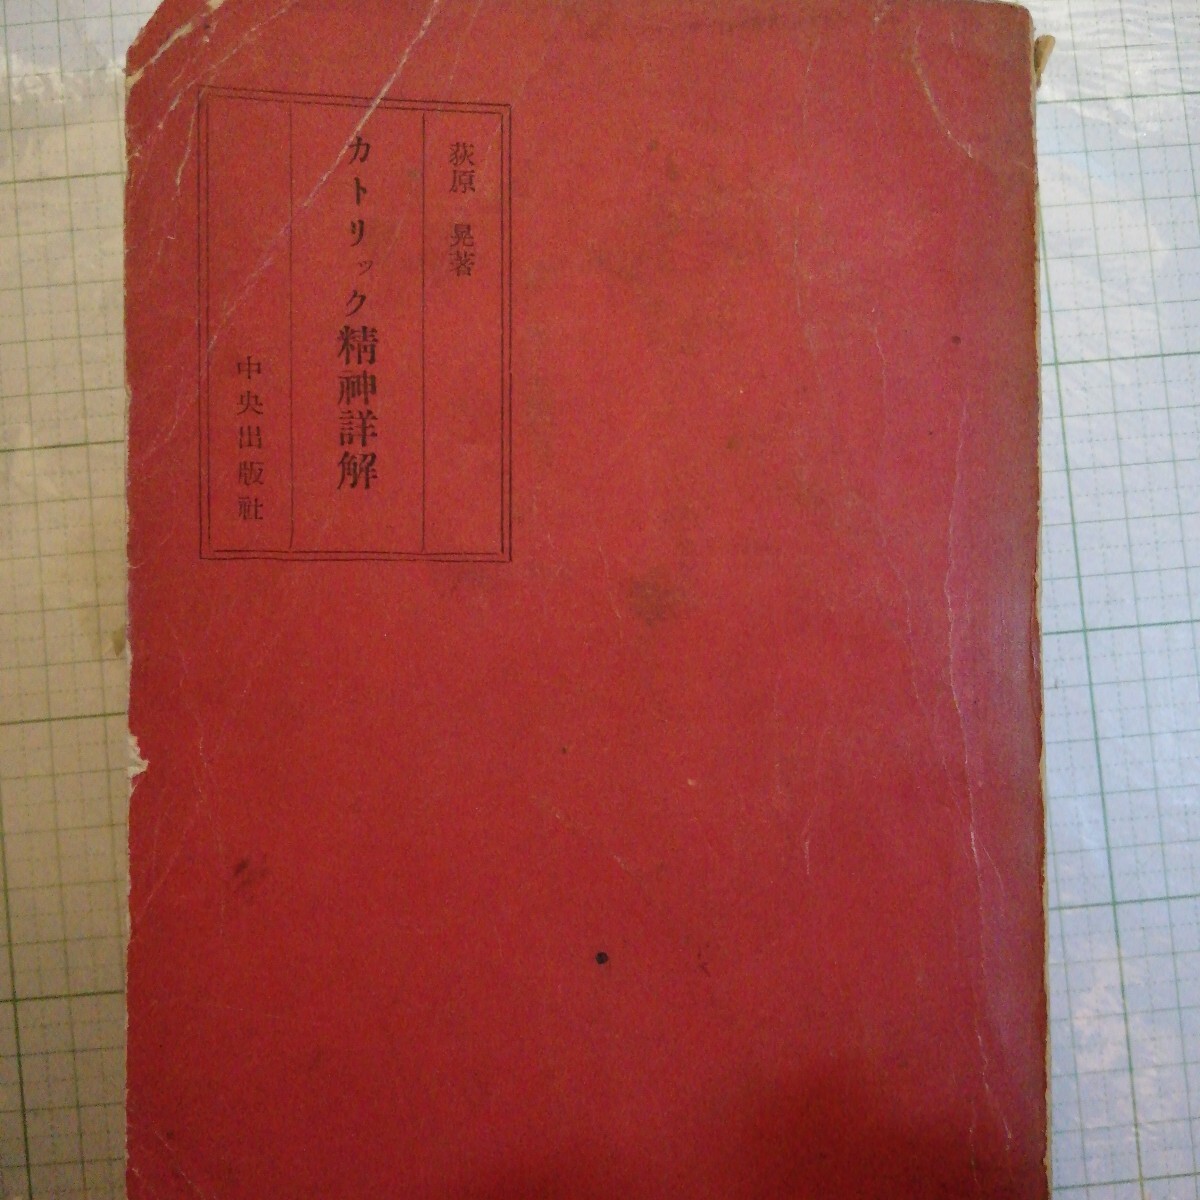 荻原 晃著
カトリック精神詳解
中央出版社